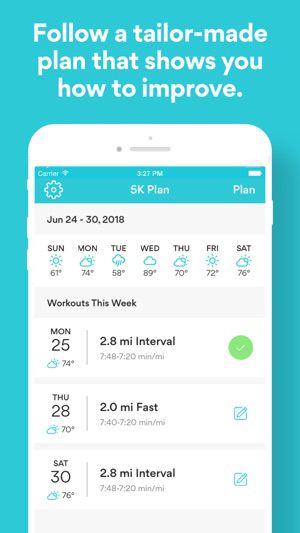 Follow a tailor-made
plan that shows you
how to improve.
Carrier 3:27 PM
5K Plan Plan
Jun 24 - 30, 2018
SUN MON TUE WED THU FRI SAT
61° 74° 58° 89° 70° 72° 76°
Workouts This Week
MON
25
74°
2.8 mi Interval
7:48-7:20 min/mi
THU
28
70°
2.0 mi Fast
7:40-7:20 min/mi
SAT
30
76°
2.8 mi Interval
7:48-7:20 min/mi